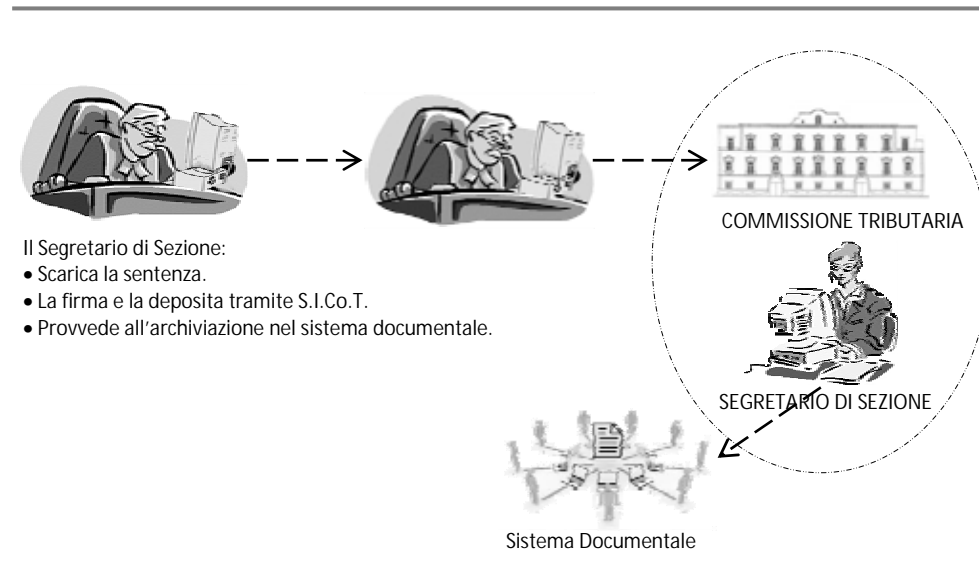 COMMISSIONE TRIBUTARIA
Il Segretario di Sezione:
• Scarica la sentenza.
• La firma e la deposita tramite S.I.Co.T.
• Provvede all'archiviazione nel sistema documentale.
SEGRETARIO DI SEZIONE
Sistema Documentale